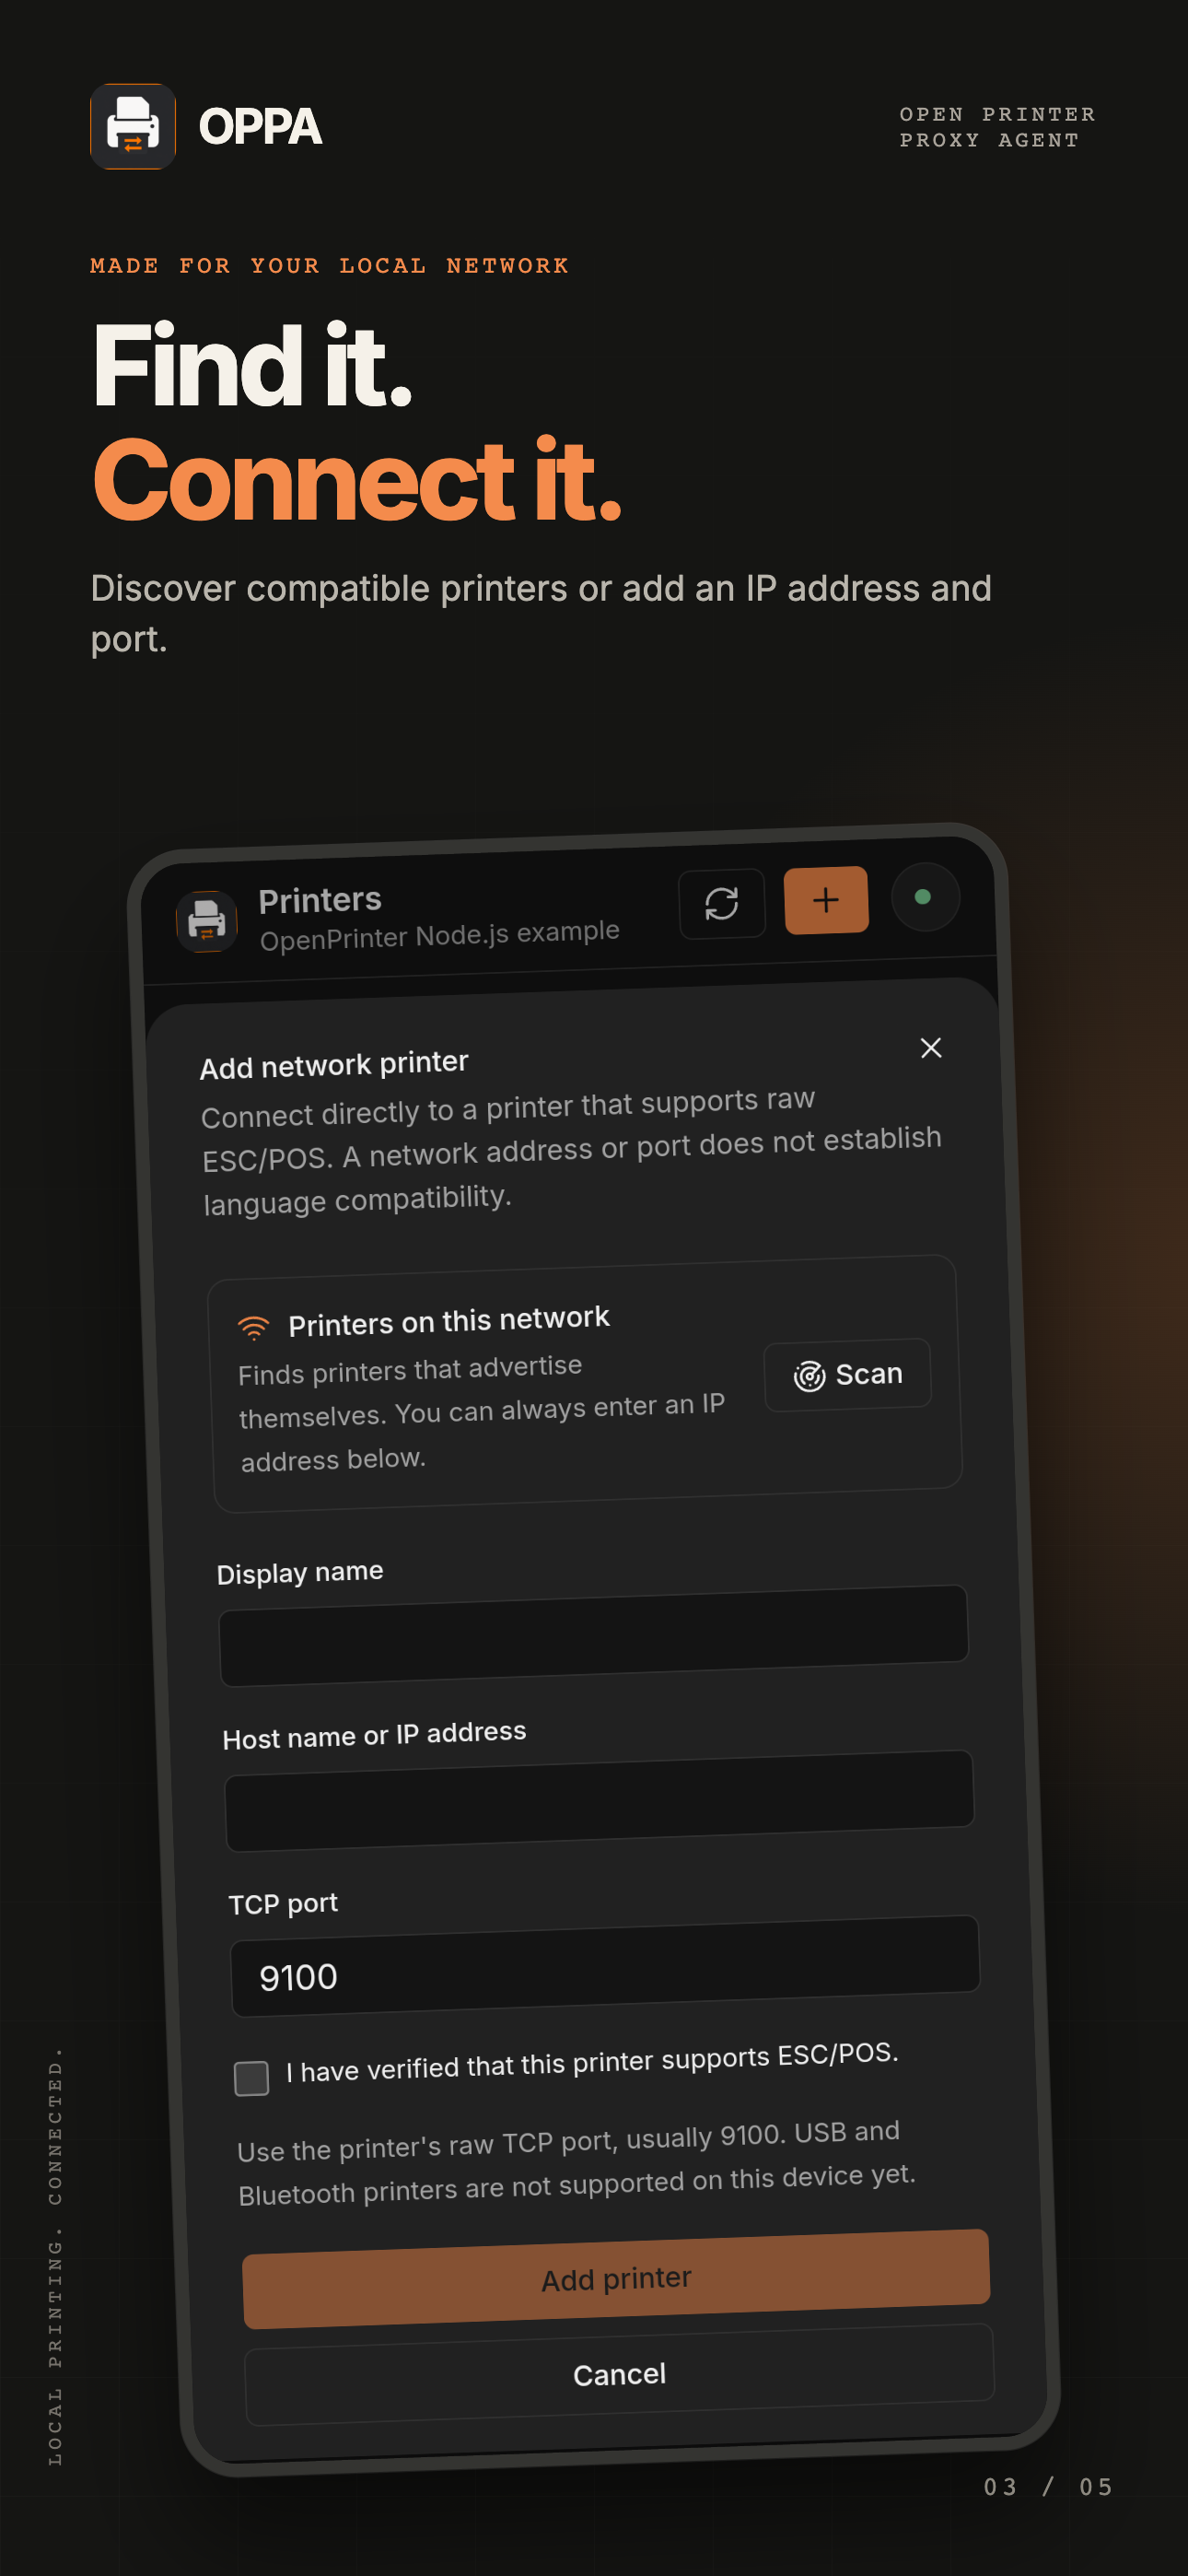 OPPA
OPEN PRINTER
PROXY AGENT
MADE FOR YOUR LOCAL NETWORK
Find it.
Connect it.
Discover compatible printers or add an IP address and
port.
Printers
OpenPrinter Node.js example
Add network printer
Connect directly to a printer that supports raw
ESC/POS. A network address or port does not establish
language compatibility.
Printers on this network
Finds printers that advertise
themselves. You can always enter an IP
address below.
Scan
Display name
Host name or IP address
TCP port
9100
I have verified that this printer supports ESC/POS.
Use the printer's raw TCP port, usually 9100. USB and
Bluetooth printers are not supported on this device yet.
Add printer
Cancel
LOCAL PRINTING. CONNECTED.
03 / 05